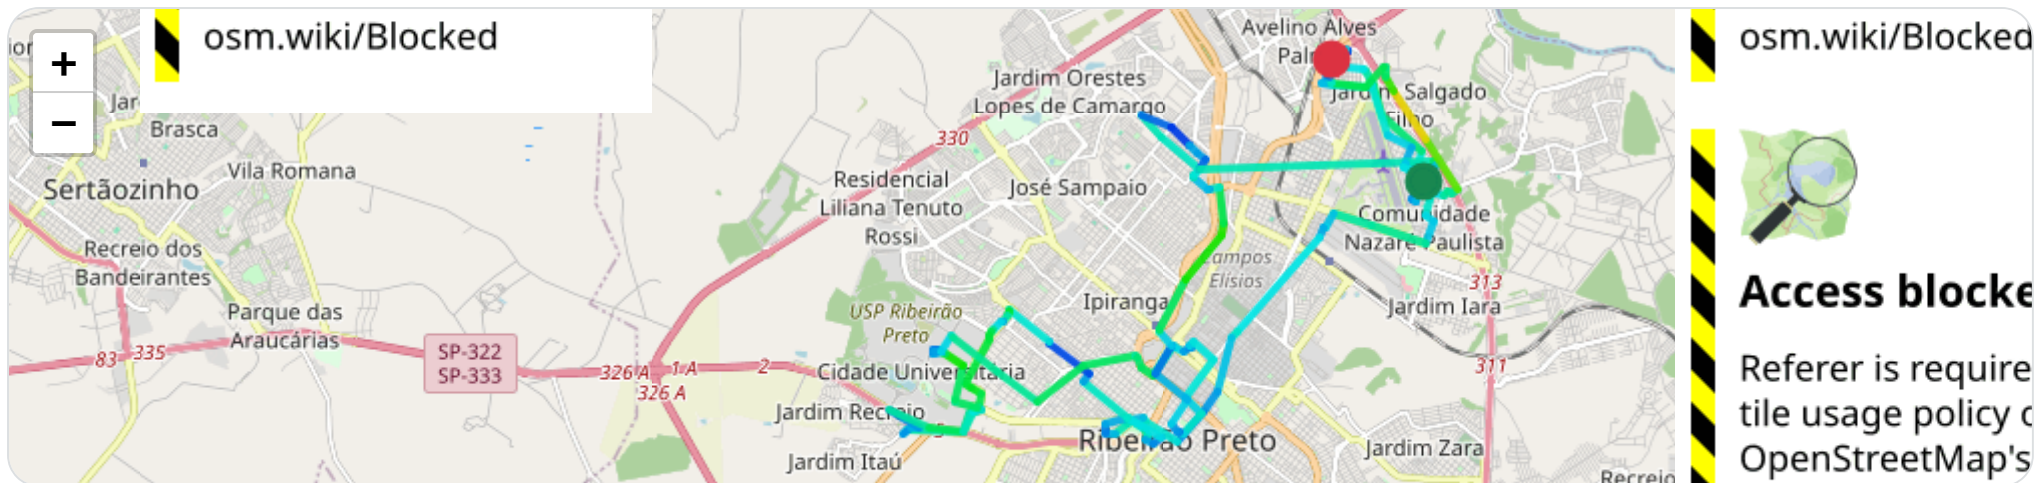 +
−
osm.wiki/Blocked
Brasca
Vila Romana
Sertãozinho
Recreio dos
Bandeirantes
Parque das
Araucárias
83
335
SP-322
SP-333
326 A
1 A
326 A
2
330
Jardim Orestes
Lopes de Camargo
Residencial
Liliana Tenuto
Rossi
José Sampaio
USP Ribeirão
Preto
Cidade Universitária
Jardim Recreio
Jardim Itaú
Ipiranga
Campos
Elísios
Ribeirão Preto
Avelino Alves
Jardim Salgado
Filho
Comunidade
Nazaré Paulista
313
Jardim Iara
311
Jardim Zara
Recreio
osm.wiki/Blocked
Access blocke
Referer is require
tile usage policy o
OpenStreetMap's